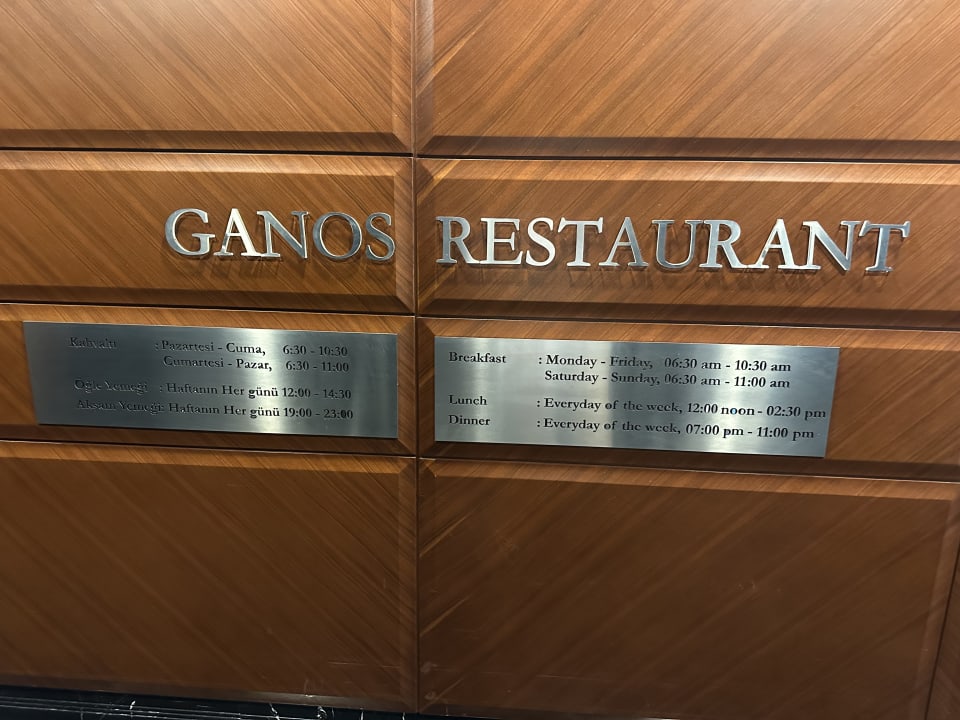 GANOS RESTAURANT
Kahvaltı : Pazartesi - Cuma, 6:30 - 10:30
Cumartesi - Pazar, 6:30 - 11:00
Öğle Yemeği : Haftanın Her günü 12:00 - 14:30
Akşam Yemeği: Haftanın Her günü 19:00 - 23:00
Breakfast : Monday - Friday, 06:30 am - 10:30 am
Saturday - Sunday, 06:30 am - 11:00 am
Lunch : Everyday of the week, 12:00 noon - 02:30 pm
Dinner : Everyday of the week, 07:00 pm - 11:00 pm